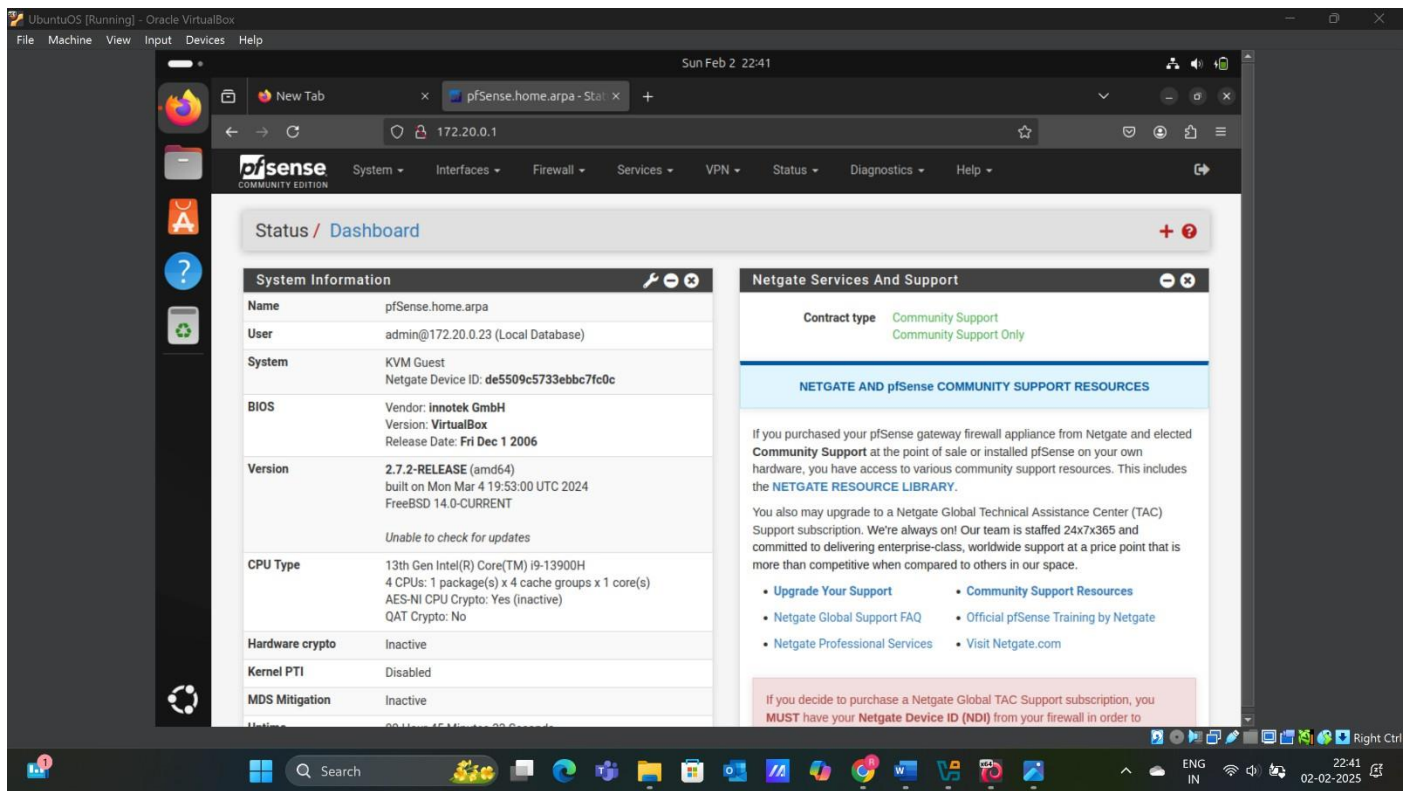 UbuntuOS [Running] - Oracle VirtualBox
File Machine View Input Devices Help
Sun Feb 2 22:41
New Tab
pfSense.home.arpa - Stat
172.20.0.1
pfsense
COMMUNITY EDITION
System
Interfaces
Firewall
Services
VPN
Status
Diagnostics
Help
Status / Dashboard
System Information
Name pfSense.home.arpa
User admin@172.20.0.23 (Local Database)
System KVM Guest
Netgate Device ID: de5509c5733ebbc7fc0c
BIOS Vendor: innotek GmbH
Version: VirtualBox
Release Date: Fri Dec 1 2006
Version 2.7.2-RELEASE (amd64)
built on Mon Mar 4 19:53:00 UTC 2024
FreeBSD 14.0-CURRENT
Unable to check for updates
CPU Type 13th Gen Intel(R) Core(TM) i9-13900H
4 CPUs: 1 package(s) x 4 cache groups x 1 core(s)
AES-NI CPU Crypto: Yes (inactive)
QAT Crypto: No
Hardware crypto Inactive
Kernel PTI Disabled
MDS Mitigation Inactive
Netgate Services And Support
Contract type Community Support
Community Support Only
NETGATE AND pfSense COMMUNITY SUPPORT RESOURCES
If you purchased your pfSense gateway firewall appliance from Netgate and elected
Community Support at the point of sale or installed pfSense on your own
hardware, you have access to various community support resources. This includes
the NETGATE RESOURCE LIBRARY.
You also may upgrade to a Netgate Global Technical Assistance Center (TAC)
Support subscription. We're always on! Our team is staffed 24x7x365 and
committed to delivering enterprise-class, worldwide support at a price point that is
more than competitive when compared to others in our space.
• Upgrade Your Support
• Community Support Resources
• Netgate Global Support FAQ
• Official pfSense Training by Netgate
• Netgate Professional Services
• Visit Netgate.com
If you decide to purchase a Netgate Global TAC Support subscription, you
MUST have your Netgate Device ID (NDI) from your firewall in order to
Right Ctrl
Search
ENG
IN
22:41
02-02-2025